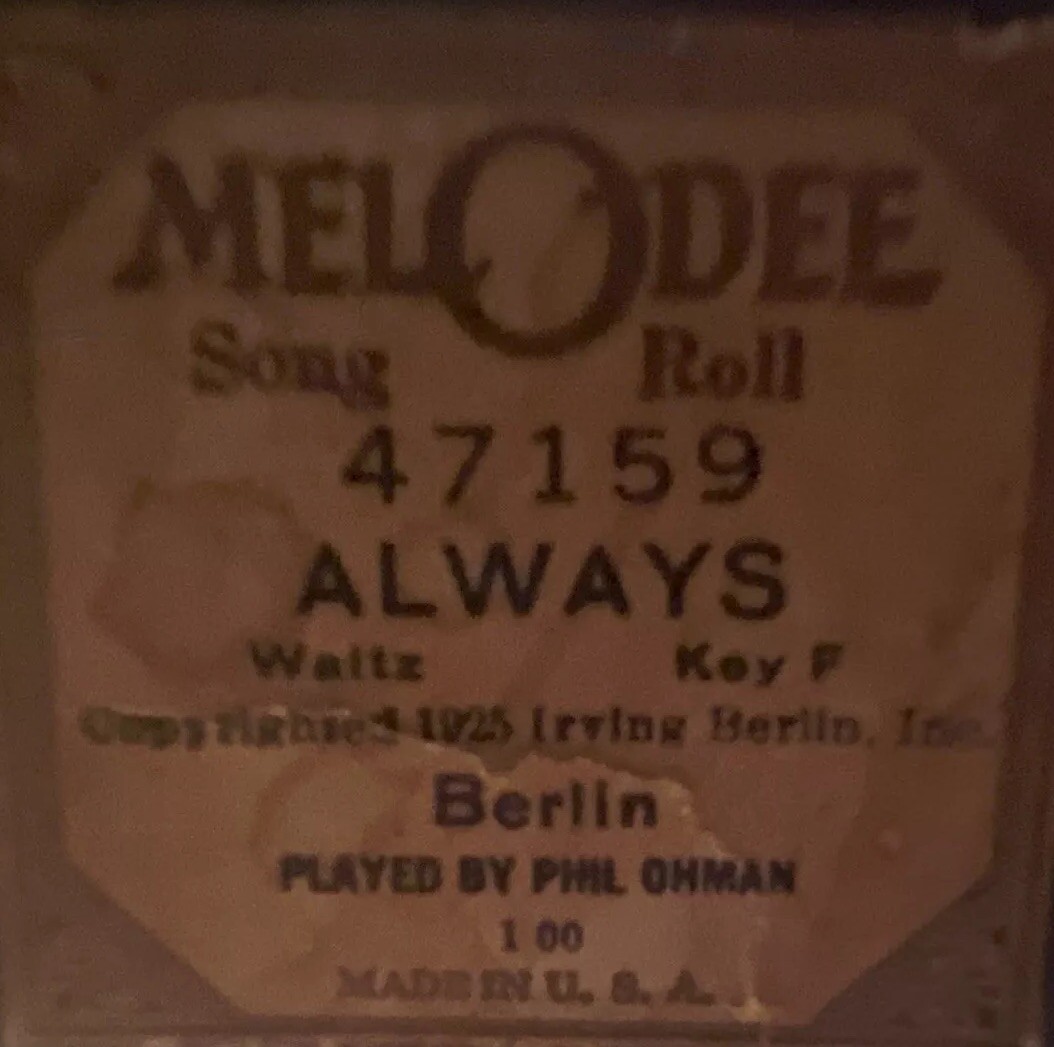 MELODEE
Song Roll
47159
ALWAYS
Waltz Key F
Copyrighted 1925 Irving Berlin, Inc.
Berlin
PLAYED BY PHIL OHMAN
1 00
MADE IN U. S. A.